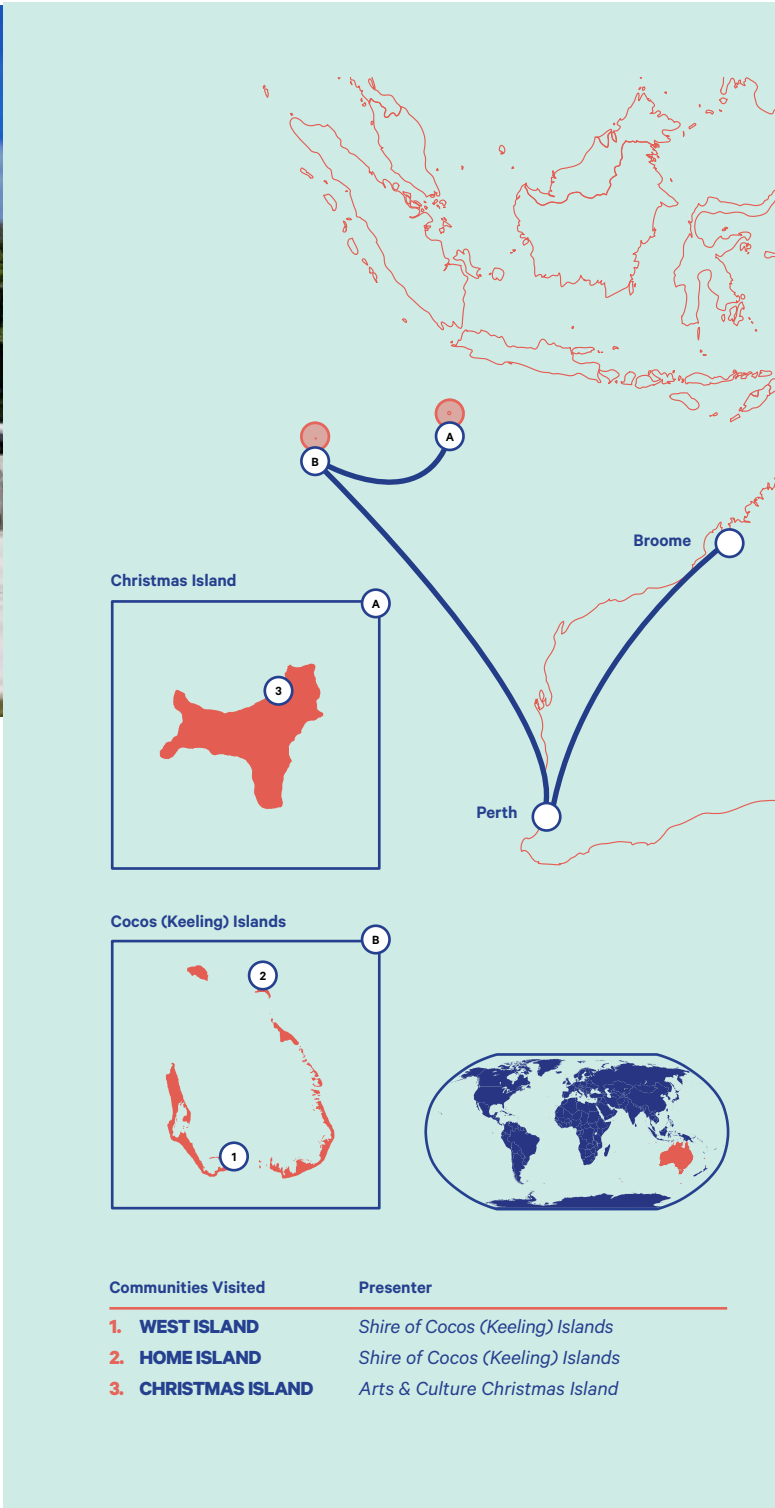 A
B
Broome
Christmas Island
A
3
Perth
Cocos (Keeling) Islands
B
2
1
Communities Visited Presenter
1. WEST ISLAND Shire of Cocos (Keeling) Islands
2. HOME ISLAND Shire of Cocos (Keeling) Islands
3. CHRISTMAS ISLAND Arts & Culture Christmas Island